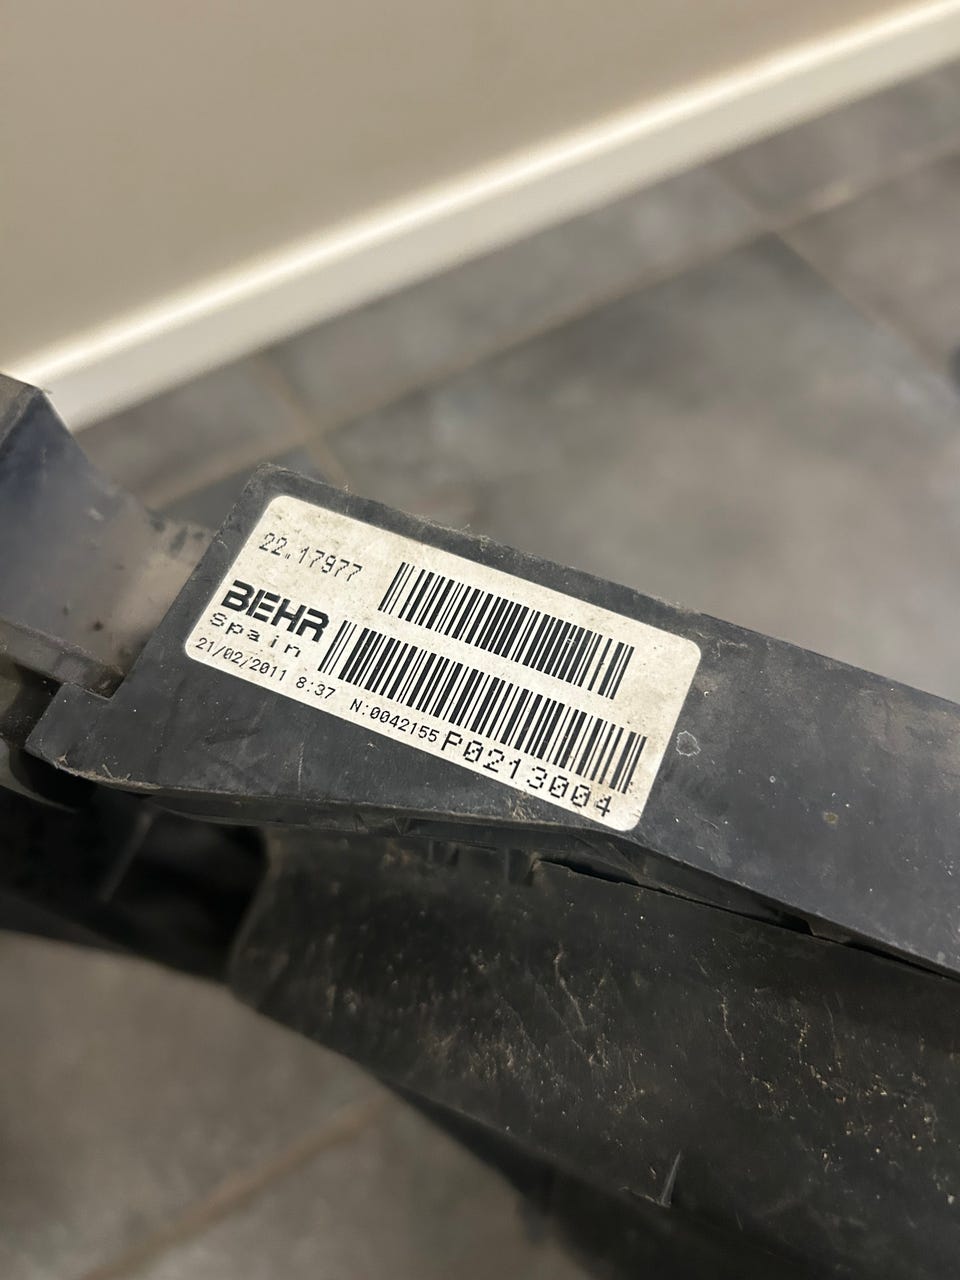 22.17977
BEHR
Spain
21/02/2011 8:37 N:0042155 P0213004